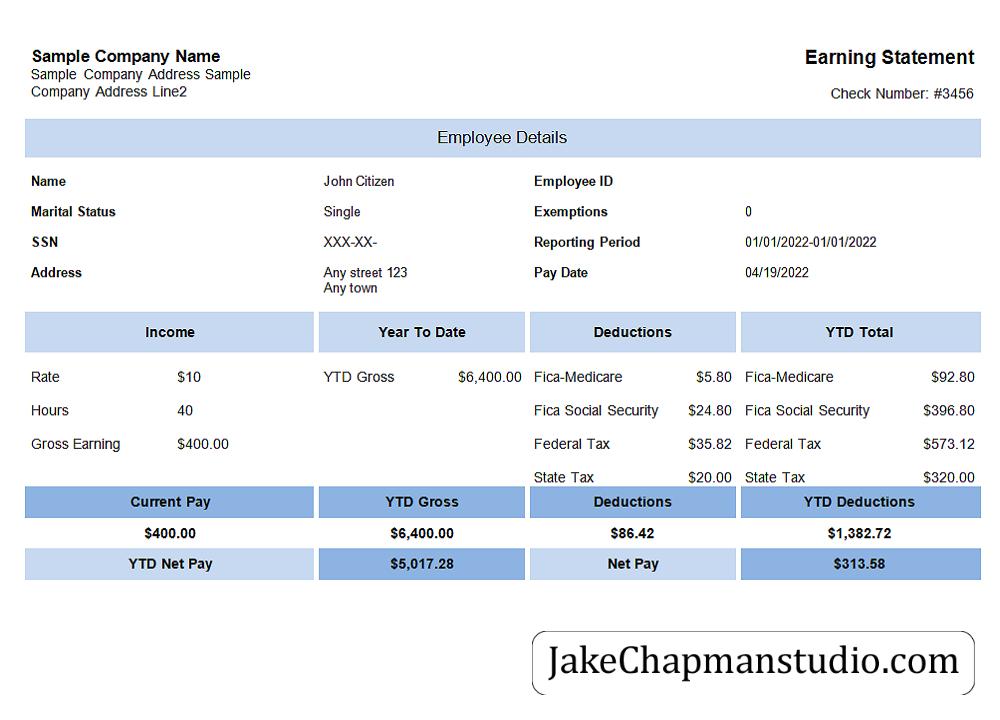 Sample Company Name
Earning Statement
Sample Company Address Sample
Company Address Line2
Check Number: #3456
Employee Details
Name John Citizen Employee ID
Marital Status Single Exemptions 0
SSN XXX-XX- Reporting Period 01/01/2022-01/01/2022
Address Any street 123 Pay Date 04/19/2022
Any town
Income Year To Date Deductions YTD Total
Rate $10 YTD Gross $6,400.00 Fica-Medicare $5.80 Fica-Medicare $92.80
Hours 40 Fica Social Security $24.80 Fica Social Security $396.80
Gross Earning $400.00 Federal Tax $35.82 Federal Tax $573.12
State Tax $20.00 State Tax $320.00
Current Pay YTD Gross Deductions YTD Deductions
$400.00 $6,400.00 $86.42 $1,382.72
YTD Net Pay $5,017.28 Net Pay $313.58
JakeChapmanstudio.com